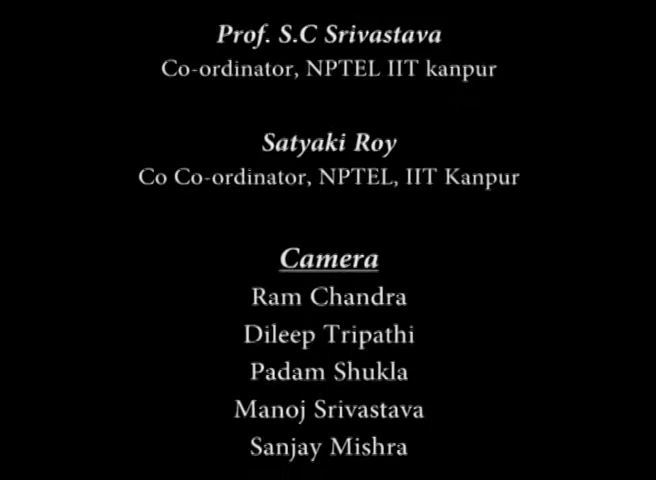 Prof. S.C Srivastava
Co-ordinator, NPTEL IIT kanpur
Satyaki Roy
Co Co-ordinator, NPTEL, IIT Kanpur
Camera
Ram Chandra
Dileep Tripathi
Padam Shukla
Manoj Srivastava
Sanjay Mishra